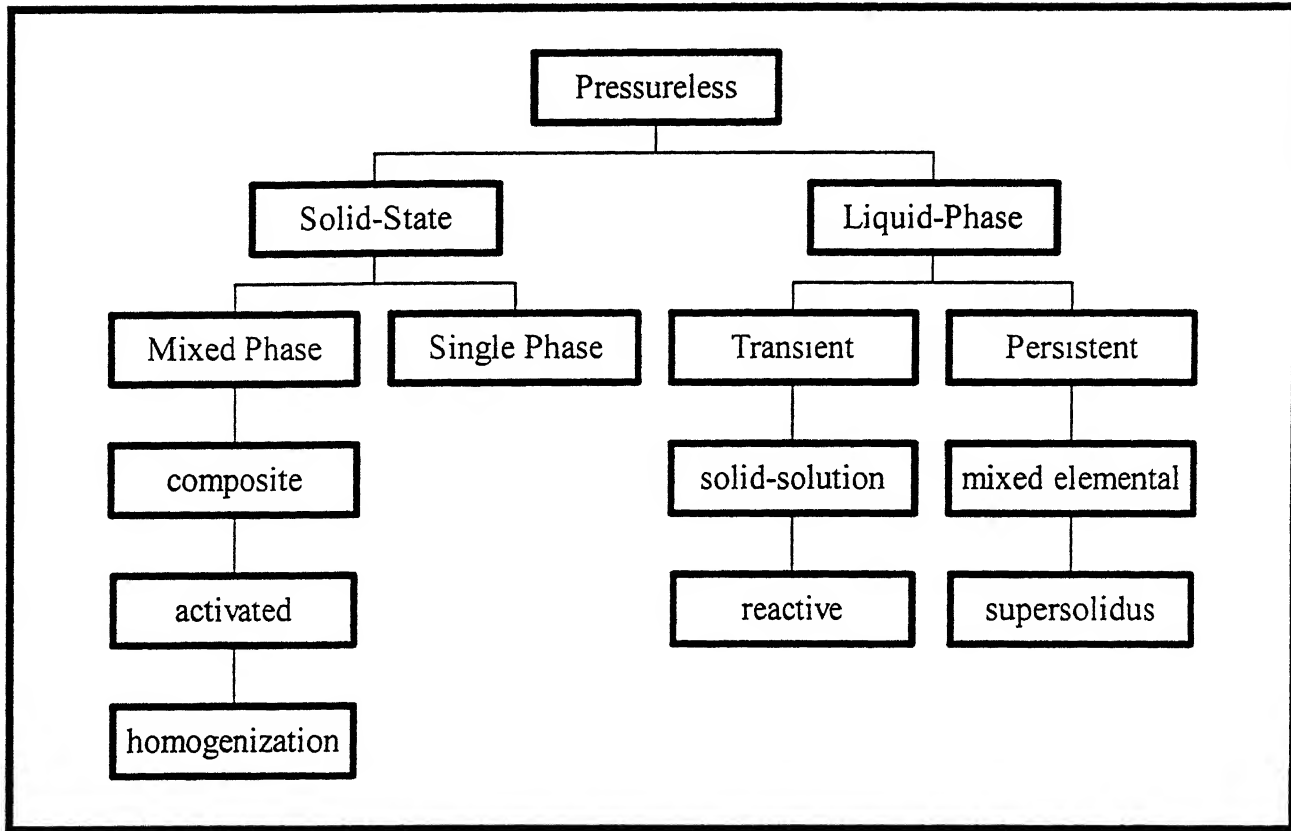 Pressureless
Solid-State
Liquid-Phase
Mixed Phase
Single Phase
Transient
Persistent
composite
solid-solution
mixed elemental
activated
reactive
supersolidus
homogenization